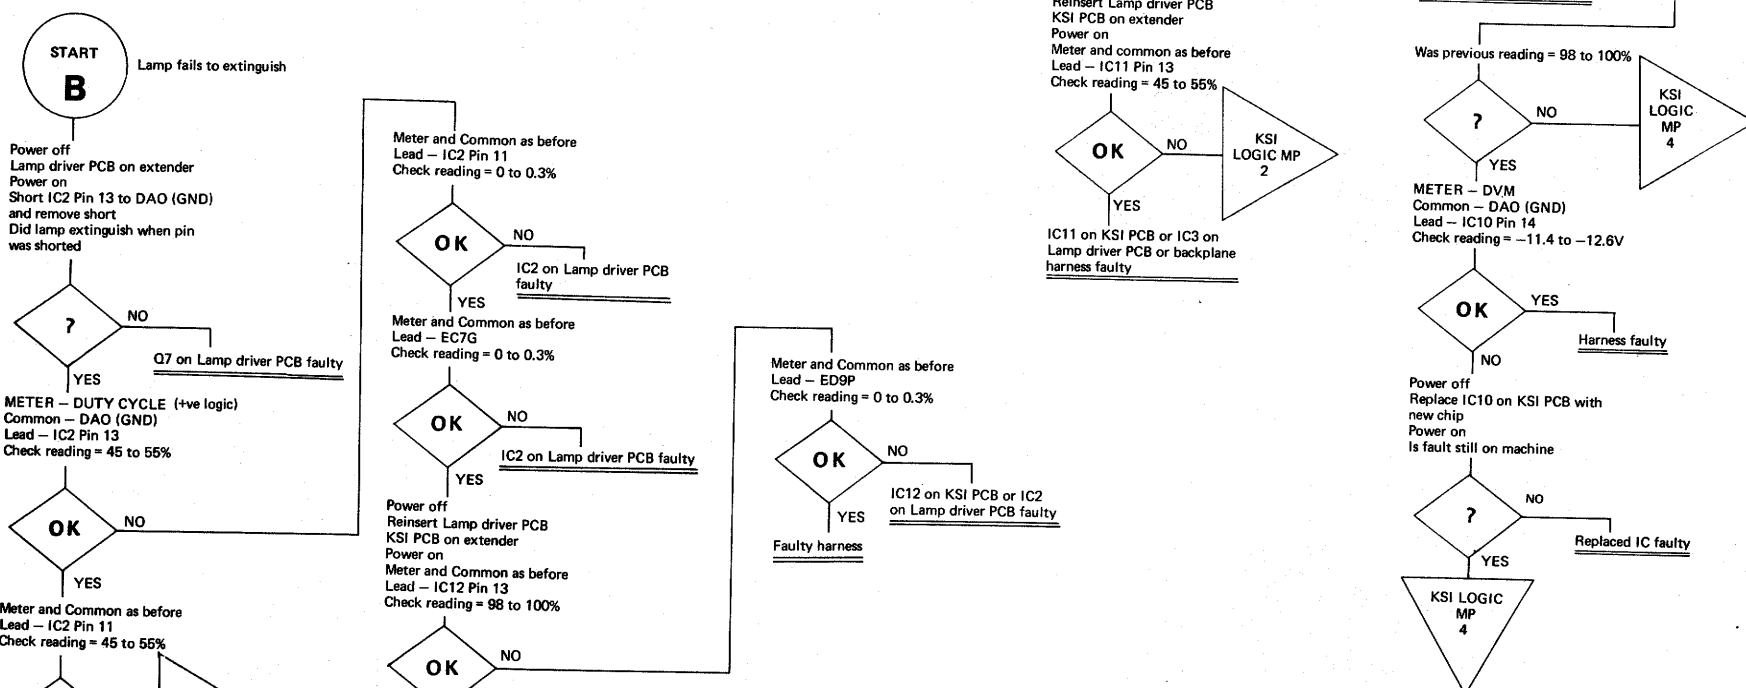 START
B
Lamp fails to extinguish
Power off
Lamp driver PCB on extender
Power on
Short IC2 Pin 13 to DAO (GND)
and remove short
Did lamp extinguish when pin
was shorted
?
NO
Q7 on Lamp driver PCB faulty
YES
METER – DUTY CYCLE (+ve logic)
Common – DAO (GND)
Lead – IC2 Pin 13
Check reading = 45 to 55%
OK
NO
YES
Meter and Common as before
Lead – IC2 Pin 11
Check reading = 45 to 55%
Meter and Common as before
Lead – IC2 Pin 11
Check reading = 0 to 0.3%
OK
NO
IC2 on Lamp driver PCB
faulty
YES
Meter and Common as before
Lead – EC7G
Check reading = 0 to 0.3%
OK
NO
IC2 on Lamp driver PCB faulty
YES
Power off
Reinsert Lamp driver PCB
KSI PCB on extender
Power on
Meter and Common as before
Lead – IC12 Pin 13
Check reading = 98 to 100%
OK
NO
Meter and Common as before
Lead – ED9P
Check reading = 0 to 0.3%
OK
NO
IC12 on KSI PCB or IC2
on Lamp driver PCB faulty
YES
Faulty harness
Reinsert Lamp driver PCB
KSI PCB on extender
Power on
Meter and common as before
Lead – IC11 Pin 13
Check reading = 45 to 55%
OK
NO
KSI
LOGIC MP
2
YES
IC11 on KSI PCB or IC3 on
Lamp driver PCB or backplane
harness faulty
Was previous reading = 98 to 100%
?
NO
KSI
LOGIC
MP
4
YES
METER – DVM
Common – DAO (GND)
Lead – IC10 Pin 14
Check reading = –11.4 to –12.6V
OK
YES
Harness faulty
NO
Power off
Replace IC10 on KSI PCB with
new chip
Power on
Is fault still on machine
?
NO
Replaced IC faulty
YES
KSI LOGIC
MP
4